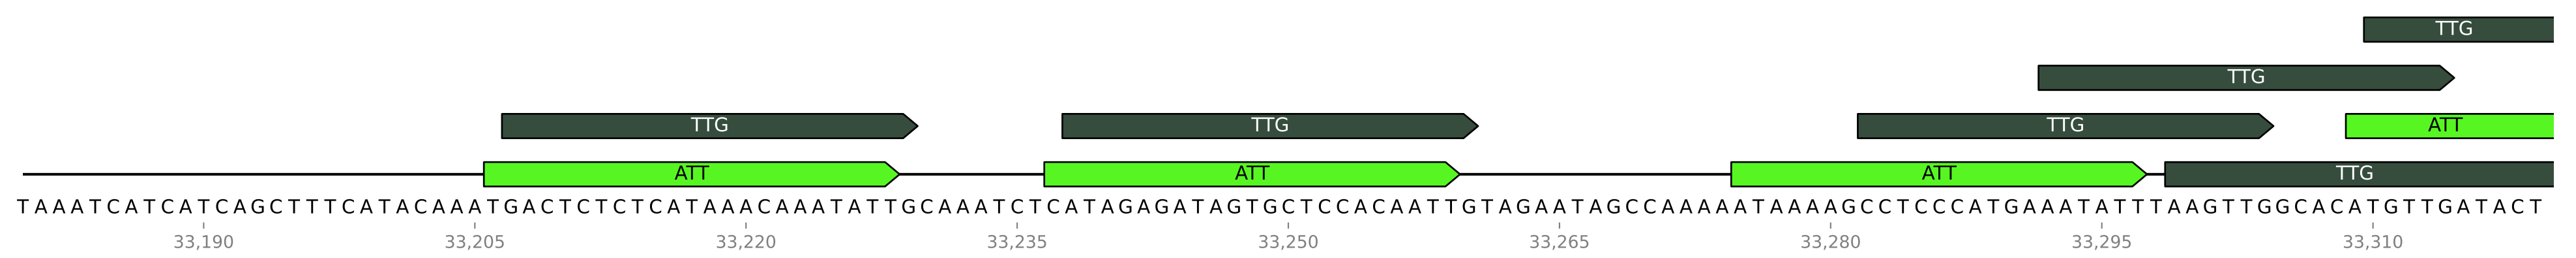 TTG
TTG
TTG TTG TTG ATT
ATT ATT ATT TTG
TAAATCATCATCAGCTTTCATACAAATGACTCTCTCATAAACAAATATTGCAAATCTCATAGAGATAGTGCTCCACAATTGTAGAATAGCCAAAAATAAAAGCCTCCCATGAAATATTTAAGTTGGCACATGTTGATACT
33,190 33,205 33,220 33,235 33,250 33,265 33,280 33,295 33,310